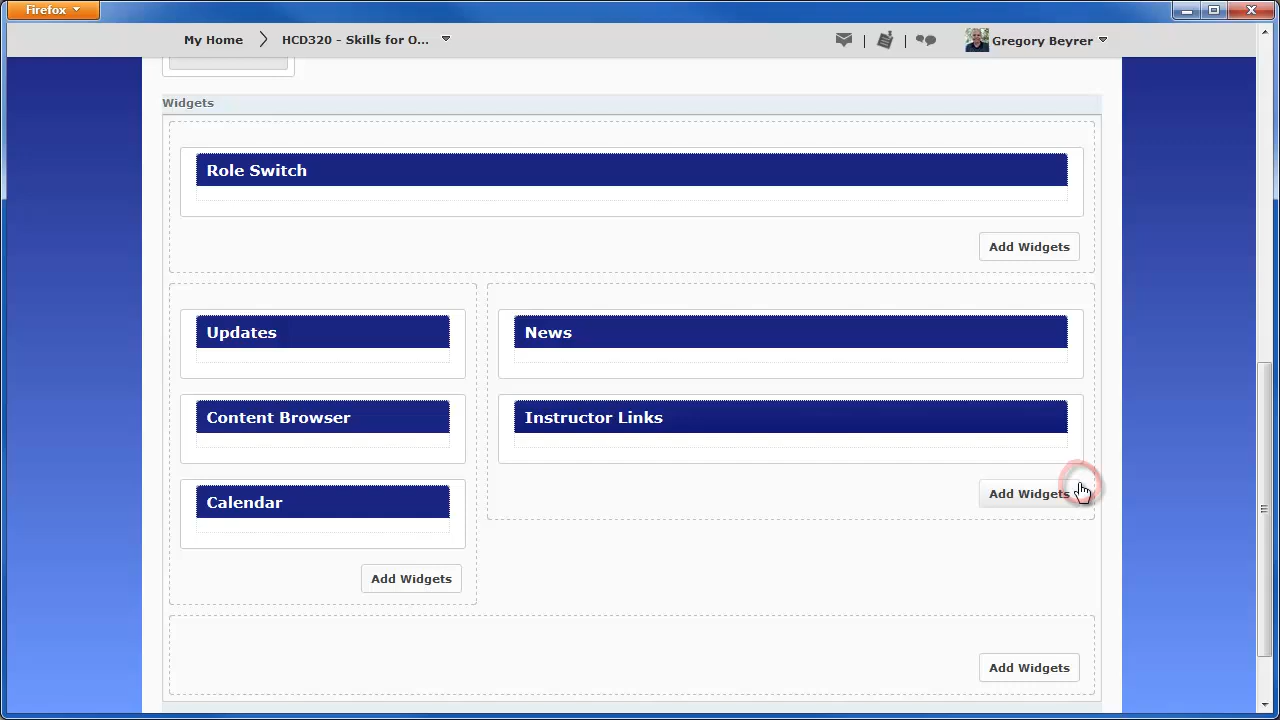 Firefox
My Home
HCD320 - Skills for O...
Gregory Beyrer
Widgets
Role Switch
Add Widgets
Updates
Content Browser
Calendar
Add Widgets
News
Instructor Links
Add Widgets
Add Widgets